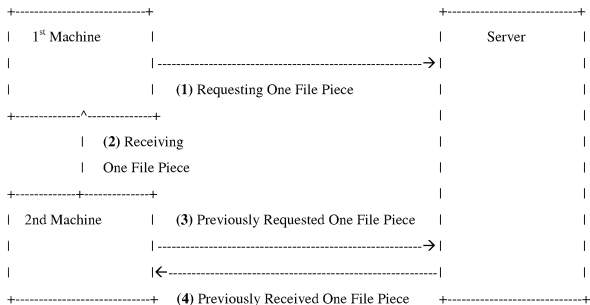 1st Machine
Server
(1) Requesting One File Piece
(2) Receiving
One File Piece
2nd Machine
(3) Previously Requested One File Piece
(4) Previously Received One File Piece